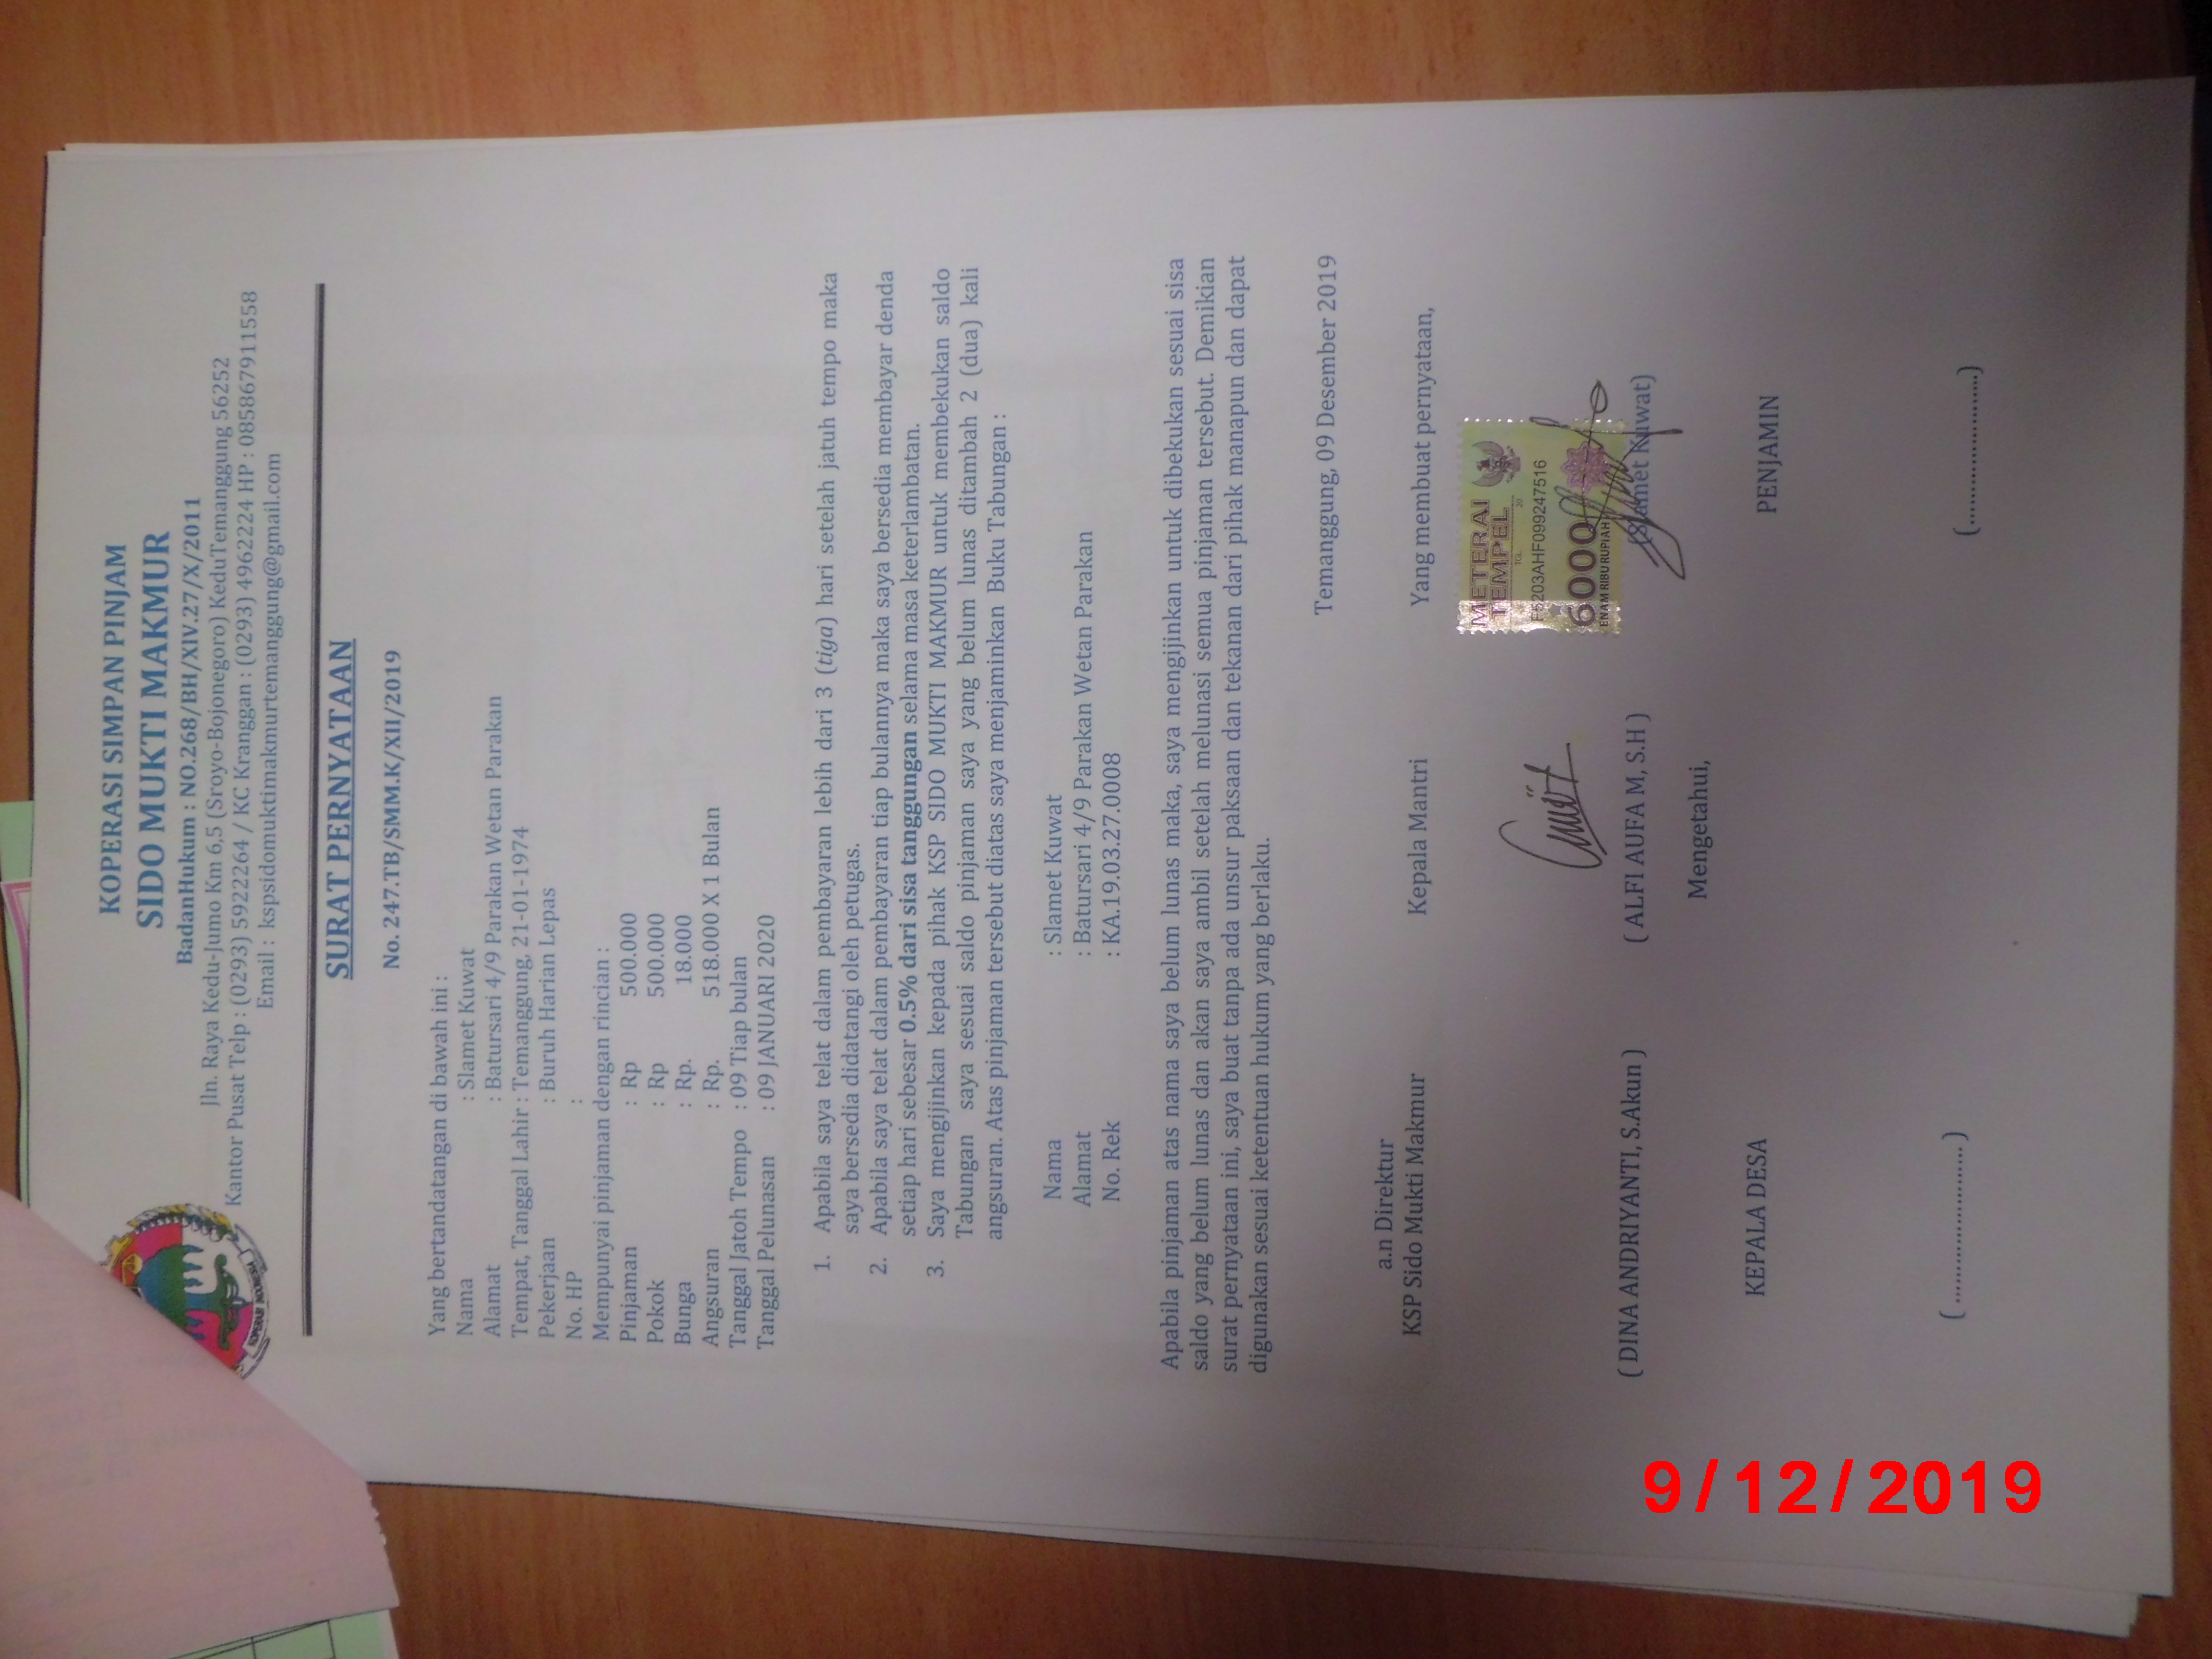 KOPERASI SIMPAN PINJAM
SIDO MUKTI MAKMUR
BadanHukum : NO.268/BH/XIV.27/X/2011
Jln. Raya Kedu-Jumo Km 6,5 (Sroyo-Bojonegoro) KeduTemanggung 56252
Kantor Pusat Telp : (0293) 5922264 / KC Kranggan : (0293) 4962224 HP : 085867911558
Email : kspsidomuktimakmurtemanggung@gmail.com
KOPERASI INDONESIA
SURAT PERNYATAAN
No. 247.TB/SMM.K/XII/2019
Yang bertandatangan di bawah ini :
Nama : Slamet Kuwat
Alamat : Batursari 4/9 Parakan Wetan Parakan
Tempat, Tanggal Lahir : Temanggung, 21-01-1974
Pekerjaan : Buruh Harian Lepas
No. HP :
Mempunyai pinjaman dengan rincian :
Pinjaman : Rp 500.000
Pokok : Rp 500.000
Bunga : Rp. 18.000
Angsuran : Rp. 518.000 X 1 Bulan
Tanggal Jatoh Tempo : 09 Tiap bulan
Tanggal Pelunasan : 09 JANUARI 2020
1. Apabila saya telat dalam pembayaran lebih dari 3 (tiga) hari setelah jatuh tempo maka
saya bersedia didatangi oleh petugas.
2. Apabila saya telat dalam pembayaran tiap bulannya maka saya bersedia membayar denda
setiap hari sebesar 0.5% dari sisa tanggungan selama masa keterlambatan.
3. Saya mengijinkan kepada pihak KSP SIDO MUKTI MAKMUR untuk membekukan saldo
Tabungan saya sesuai saldo pinjaman saya yang belum lunas ditambah 2 (dua) kali
angsuran. Atas pinjaman tersebut diatas saya menjaminkan Buku Tabungan :
Nama : Slamet Kuwat
Alamat : Batursari 4/9 Parakan Wetan Parakan
No. Rek : KA.19.03.27.0008
Apabila pinjaman atas nama saya belum lunas maka, saya mengijinkan untuk dibekukan sesuai sisa
saldo yang belum lunas dan akan saya ambil setelah melunasi semua pinjaman tersebut. Demikian
surat pernyataan ini, saya buat tanpa ada unsur paksaan dan tekanan dari pihak manapun dan dapat
digunakan sesuai ketentuan hukum yang berlaku.
Temanggung, 09 Desember 2019
a.n Direktur
KSP Sido Mukti Makmur Kepala Mantri Yang membuat pernyataan,
METERAI
TEMPEL
TGL. 20
F5203AHF099247516
6000
ENAM RIBU RUPIAH
( DINA ANDRIYANTI, S.Akun ) ( ALFI AUFA M, S.H ) (Slamet Kuwat)
Mengetahui,
KEPALA DESA PENJAMIN
( ........................ ) (........................)
9/12/2019